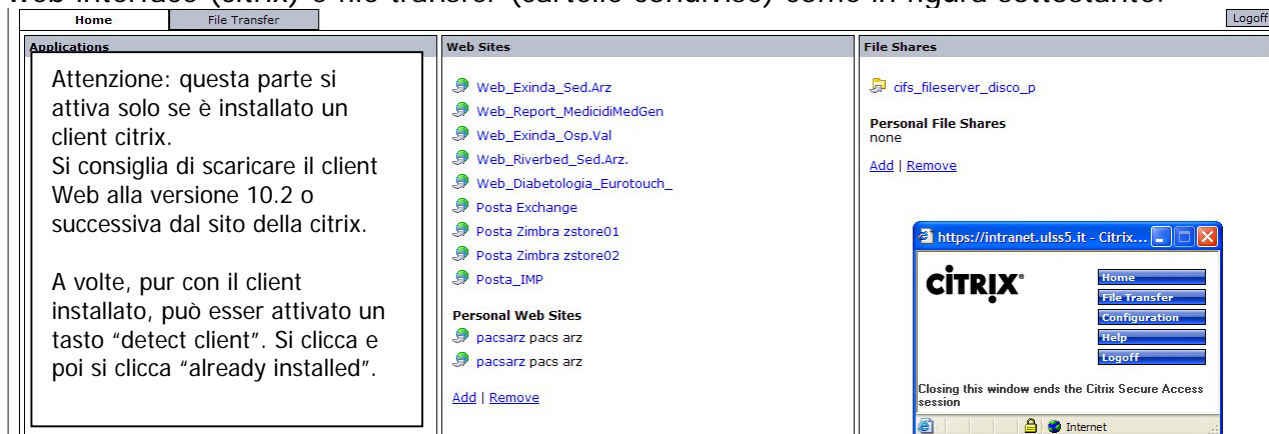 web interface (citrix) e file transfer (cartelle condivise) come in figura sottostante:
Home
File Transfer
Logoff
Applications
Attenzione: questa parte si
attiva solo se è installato un
client citrix.
Si consiglia di scaricare il client
Web alla versione 10.2 o
successiva dal sito della citrix.
A volte, pur con il client
installato, può esser attivato un
tasto “detect client”. Si clicca e
poi si clicca “already installed”.
Web Sites
Web_Exinda_Sed.Arz
Web_Report_MedicidiMedGen
Web_Exinda_Osp.Val
Web_Riverbed_Sed.Arz.
Web_Diabetologia_Eurotouch_
Posta Exchange
Posta Zimbra zstore01
Posta Zimbra zstore02
Posta_IMP
Personal Web Sites
pacsarz pacs arz
pacsarz pacs arz
Add | Remove
File Shares
cifs_fileserver_disco_p
Personal File Shares
none
Add | Remove
https://intranet.ulss5.it - Citrix...
CITRIX®
Home
File Transfer
Configuration
Help
Logoff
Closing this window ends the Citrix Secure Access
session
Internet